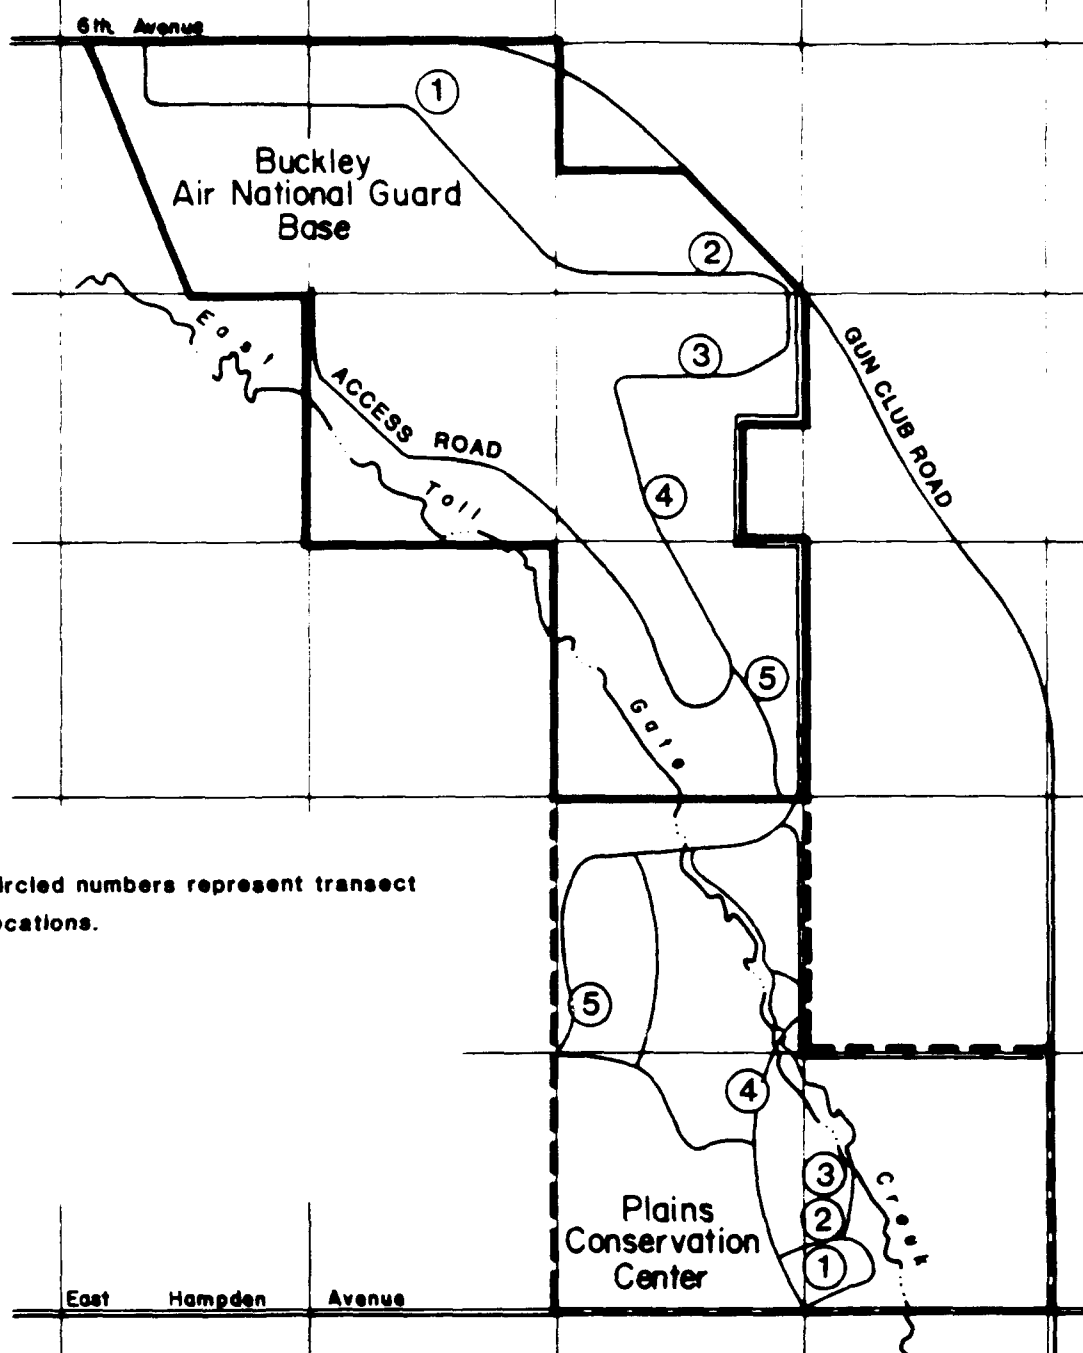 6th Avenue
1
Buckley
Air National Guard
Base
2
East
3
GUN CLUB ROAD
ACCESS ROAD
4
Toll
5
Gate
ircled numbers represent transect
ocations.
5
4
3
Creek
2
Plains
Conservation
Center
1
East Hampden Avenue